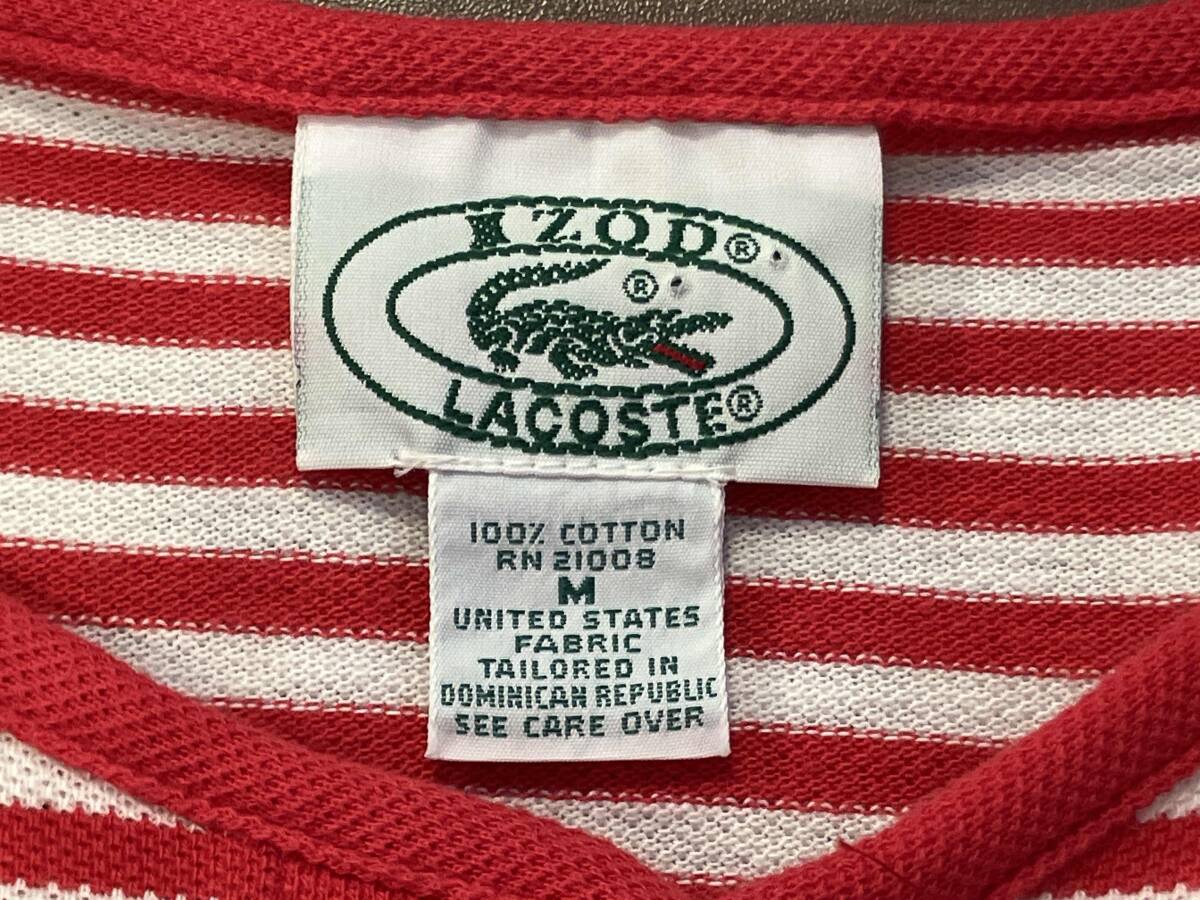 IZOD®
®
LACOSTE®
100% COTTON
RN 21008
M
UNITED STATES
FABRIC
TAILORED IN
DOMINICAN REPUBLIC
SEE CARE OVER